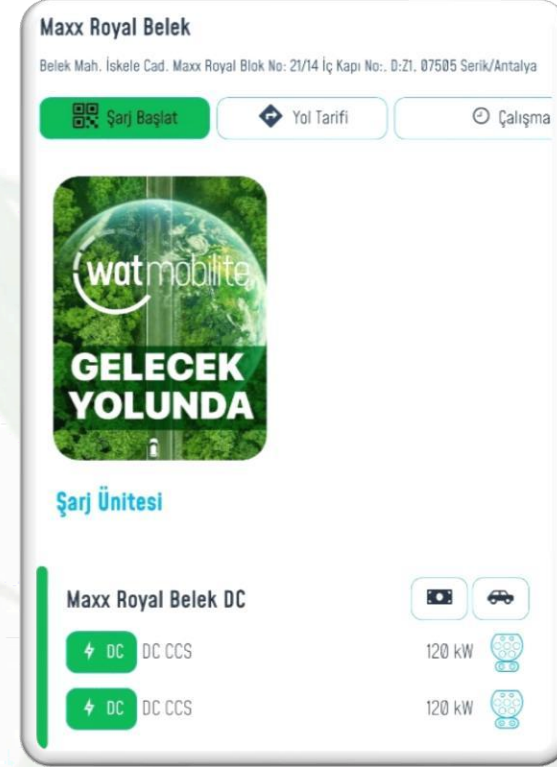 Maxx Royal Belek
Belek Mah. İskele Cad. Maxx Royal Blok No: 21/14 İç Kapı No:. D:Z1, 07505 Serik/Antalya
Şarj Başlat
Yol Tarifi
Çalışma
watmobilite
GELECEK
YOLUNDA
Şarj Ünitesi
Maxx Royal Belek DC
DC DC CCS 120 kW
DC DC CCS 120 kW